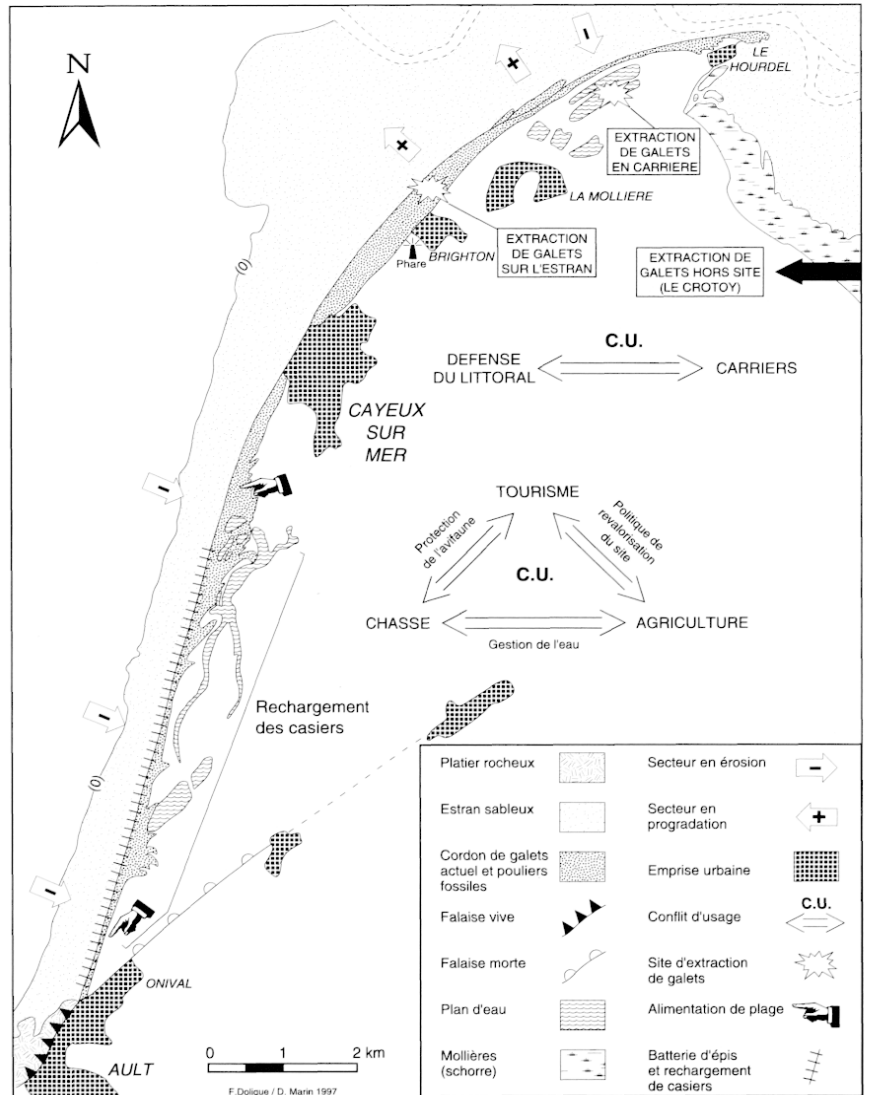 N
LE
HOURDEL
EXTRACTION
DE GALETS
EN CARRIERE
LA MOLLIERE
EXTRACTION
DE GALETS
SUR L'ESTRAN
BRIGHTON
Phare
EXTRACTION DE
GALETS HORS SITE
(LE CROTOY)
(0)
C.U.
DEFENSE
DU LITTORAL
CARRIERS
CAYEUX
SUR
MER
TOURISME
Protection
de l'avifaune
Politique de
revalorisation
du site
C.U.
CHASSE
AGRICULTURE
Gestion de l'eau
Rechargement
des casiers
(0)
ONIVAL
AULT
0 1 2 km
F.Dolique / D. Marin 1997
Platier rocheux
Secteur en érosion
Estran sableux
Secteur en
progradation
Cordon de galets
actuel et pouliers
fossiles
Emprise urbaine
C.U.
Falaise vive
Conflit d'usage
Falaise morte
Site d'extraction
de galets
Plan d'eau
Alimentation de plage
Mollières
(schorre)
Batterie d'épis
et rechargement
de casiers